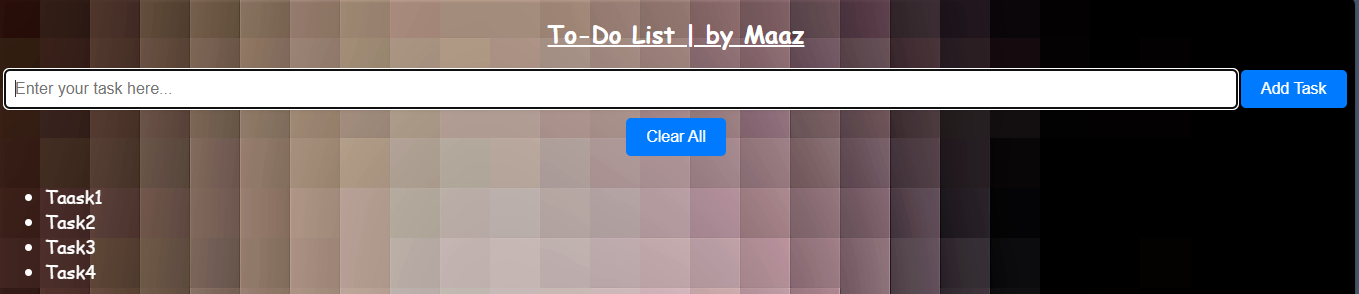 To-Do List | by Maaz
Enter your task here...
Add Task
Clear All
Taask1
Task2
Task3
Task4